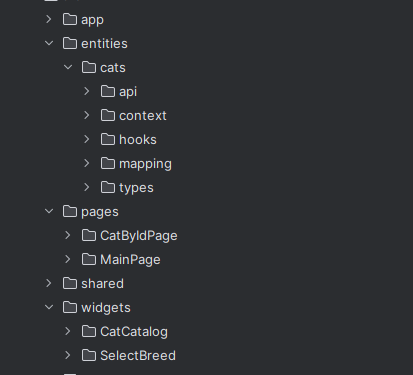 app
entities
cats
api
context
hooks
mapping
types
pages
CatByIdPage
MainPage
shared
widgets
CatCatalog
SelectBreed